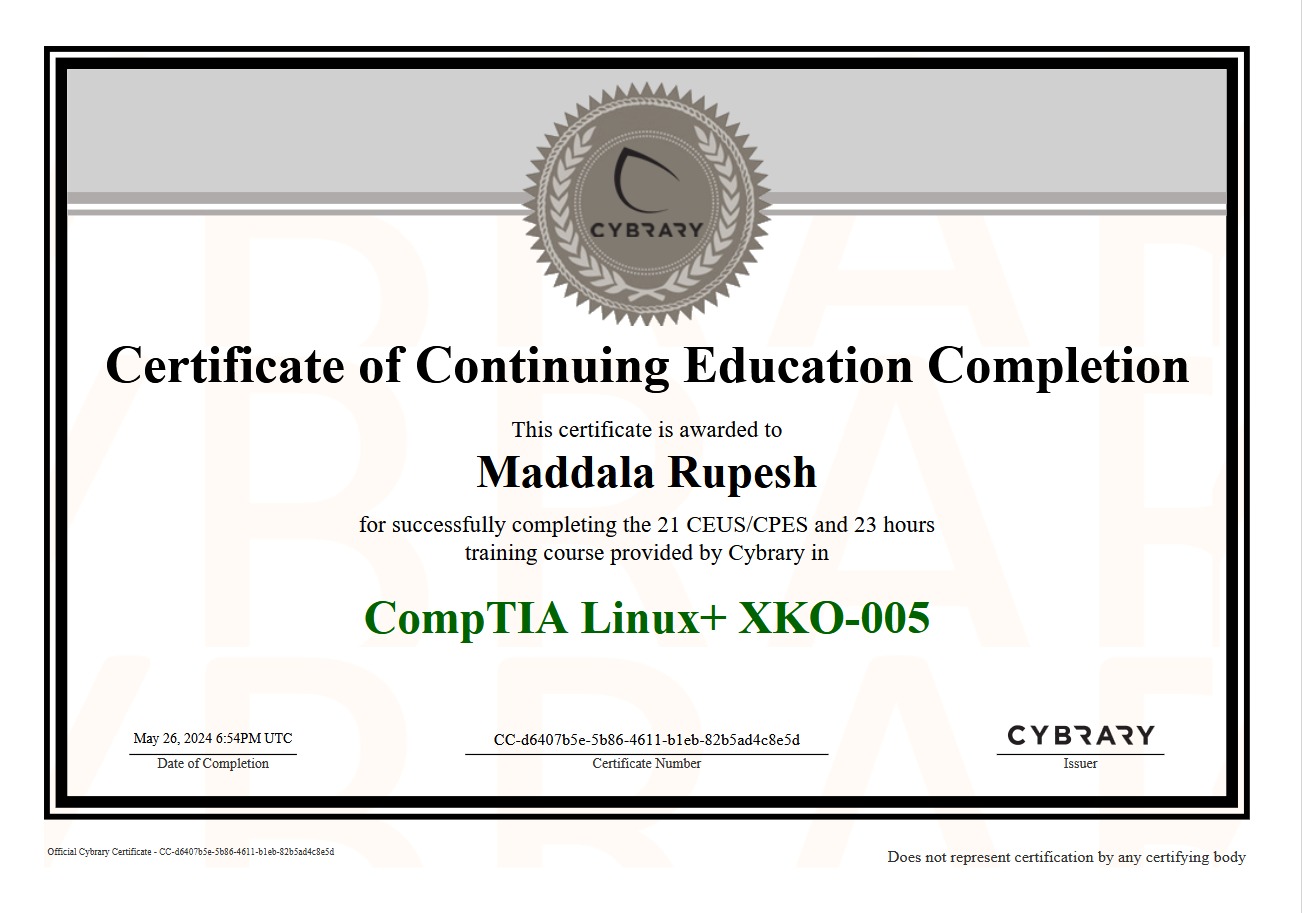 CYBRARY
Certificate of Continuing Education Completion
This certificate is awarded to
Maddala Rupesh
for successfully completing the 21 CEUS/CPES and 23 hours
training course provided by Cybrary in
CompTIA Linux+ XKO-005
May 26, 2024 6:54PM UTC
Date of Completion
CC-d6407b5e-5b86-4611-b1eb-82b5ad4c8e5d
Certificate Number
CYBRARY
Issuer
Official Cybrary Certificate - CC-d6407b5e-5b86-4611-b1eb-82b5ad4c8e5d
Does not represent certification by any certifying body